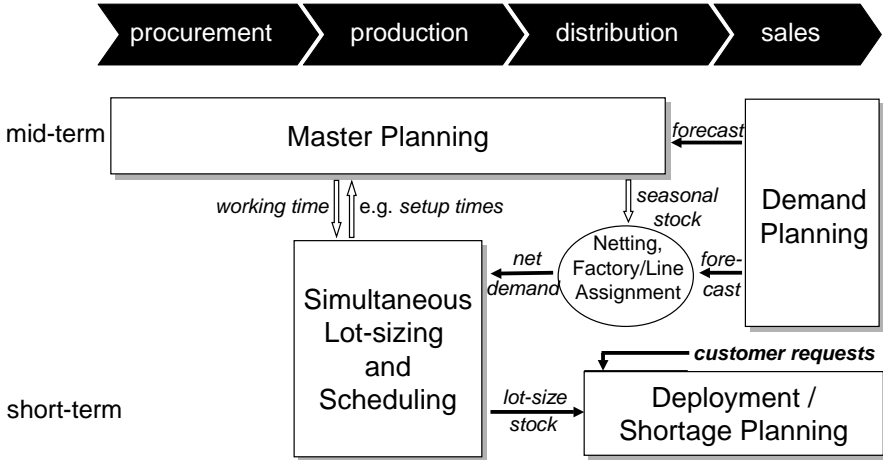 procurement production distribution sales
mid-term
Master Planning
forecast
Demand
Planning
working time
e.g. setup times
seasonal
stock
Netting,
Factory/Line
Assignment
net
demand
fore-
cast
Simultaneous
Lot-sizing
and
Scheduling
customer requests
short-term
lot-size
stock
Deployment /
Shortage Planning